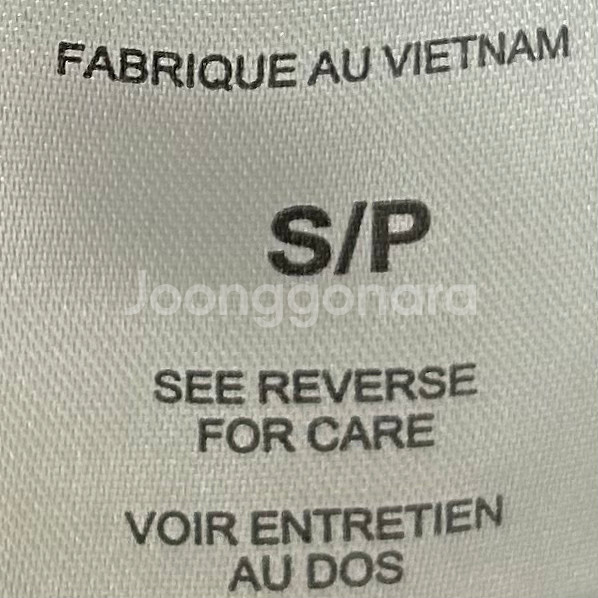 FABRIQUE AU VIETNAM
S/P
Joonggonara
SEE REVERSE
FOR CARE
VOIR ENTRETIEN
AU DOS